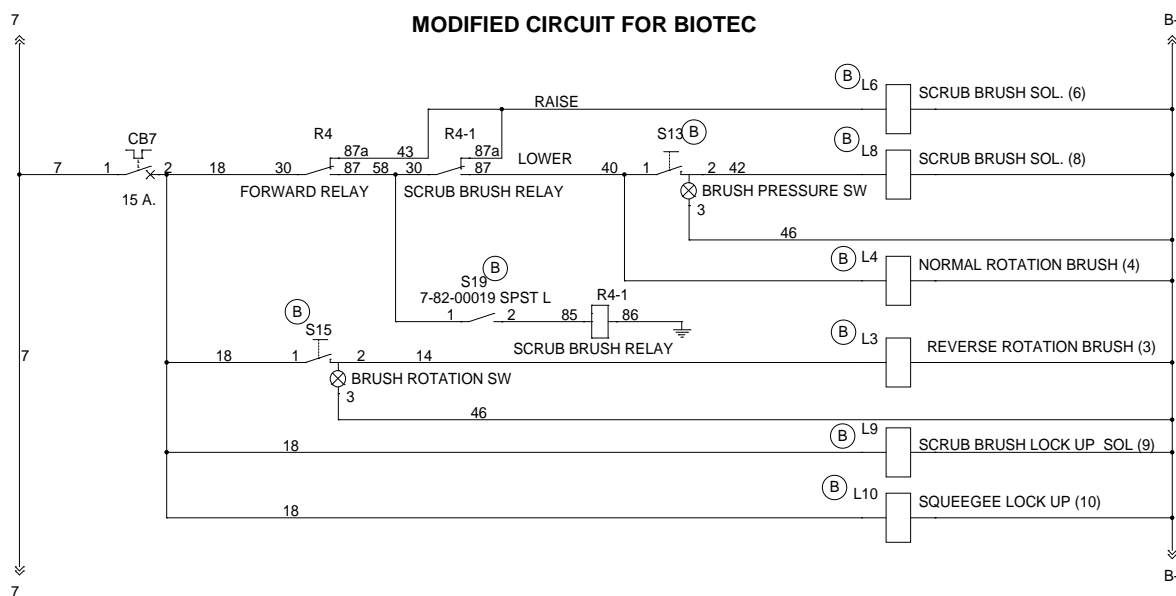 7
MODIFIED CIRCUIT FOR BIOTEC
B-
B L6 SCRUB BRUSH SOL. (6)
RAISE
CB7
R4
87a 43
R4-1
87a
S13 B
B L8 SCRUB BRUSH SOL. (8)
7 1 2 18 30 87 58 30 87 LOWER 40 1 2 42
FORWARD RELAY
SCRUB BRUSH RELAY
BRUSH PRESSURE SW
15 A.
3
46
B L4 NORMAL ROTATION BRUSH (4)
S19 B
7-82-00019 SPST L
R4-1
1 2 85 86
SCRUB BRUSH RELAY
B
S15
B L3 REVERSE ROTATION BRUSH (3)
7
18 1 2 14
BRUSH ROTATION SW
3
46
18
B L9 SCRUB BRUSH LOCK UP SOL (9)
18
B L10 SQUEEGEE LOCK UP (10)
7
B-